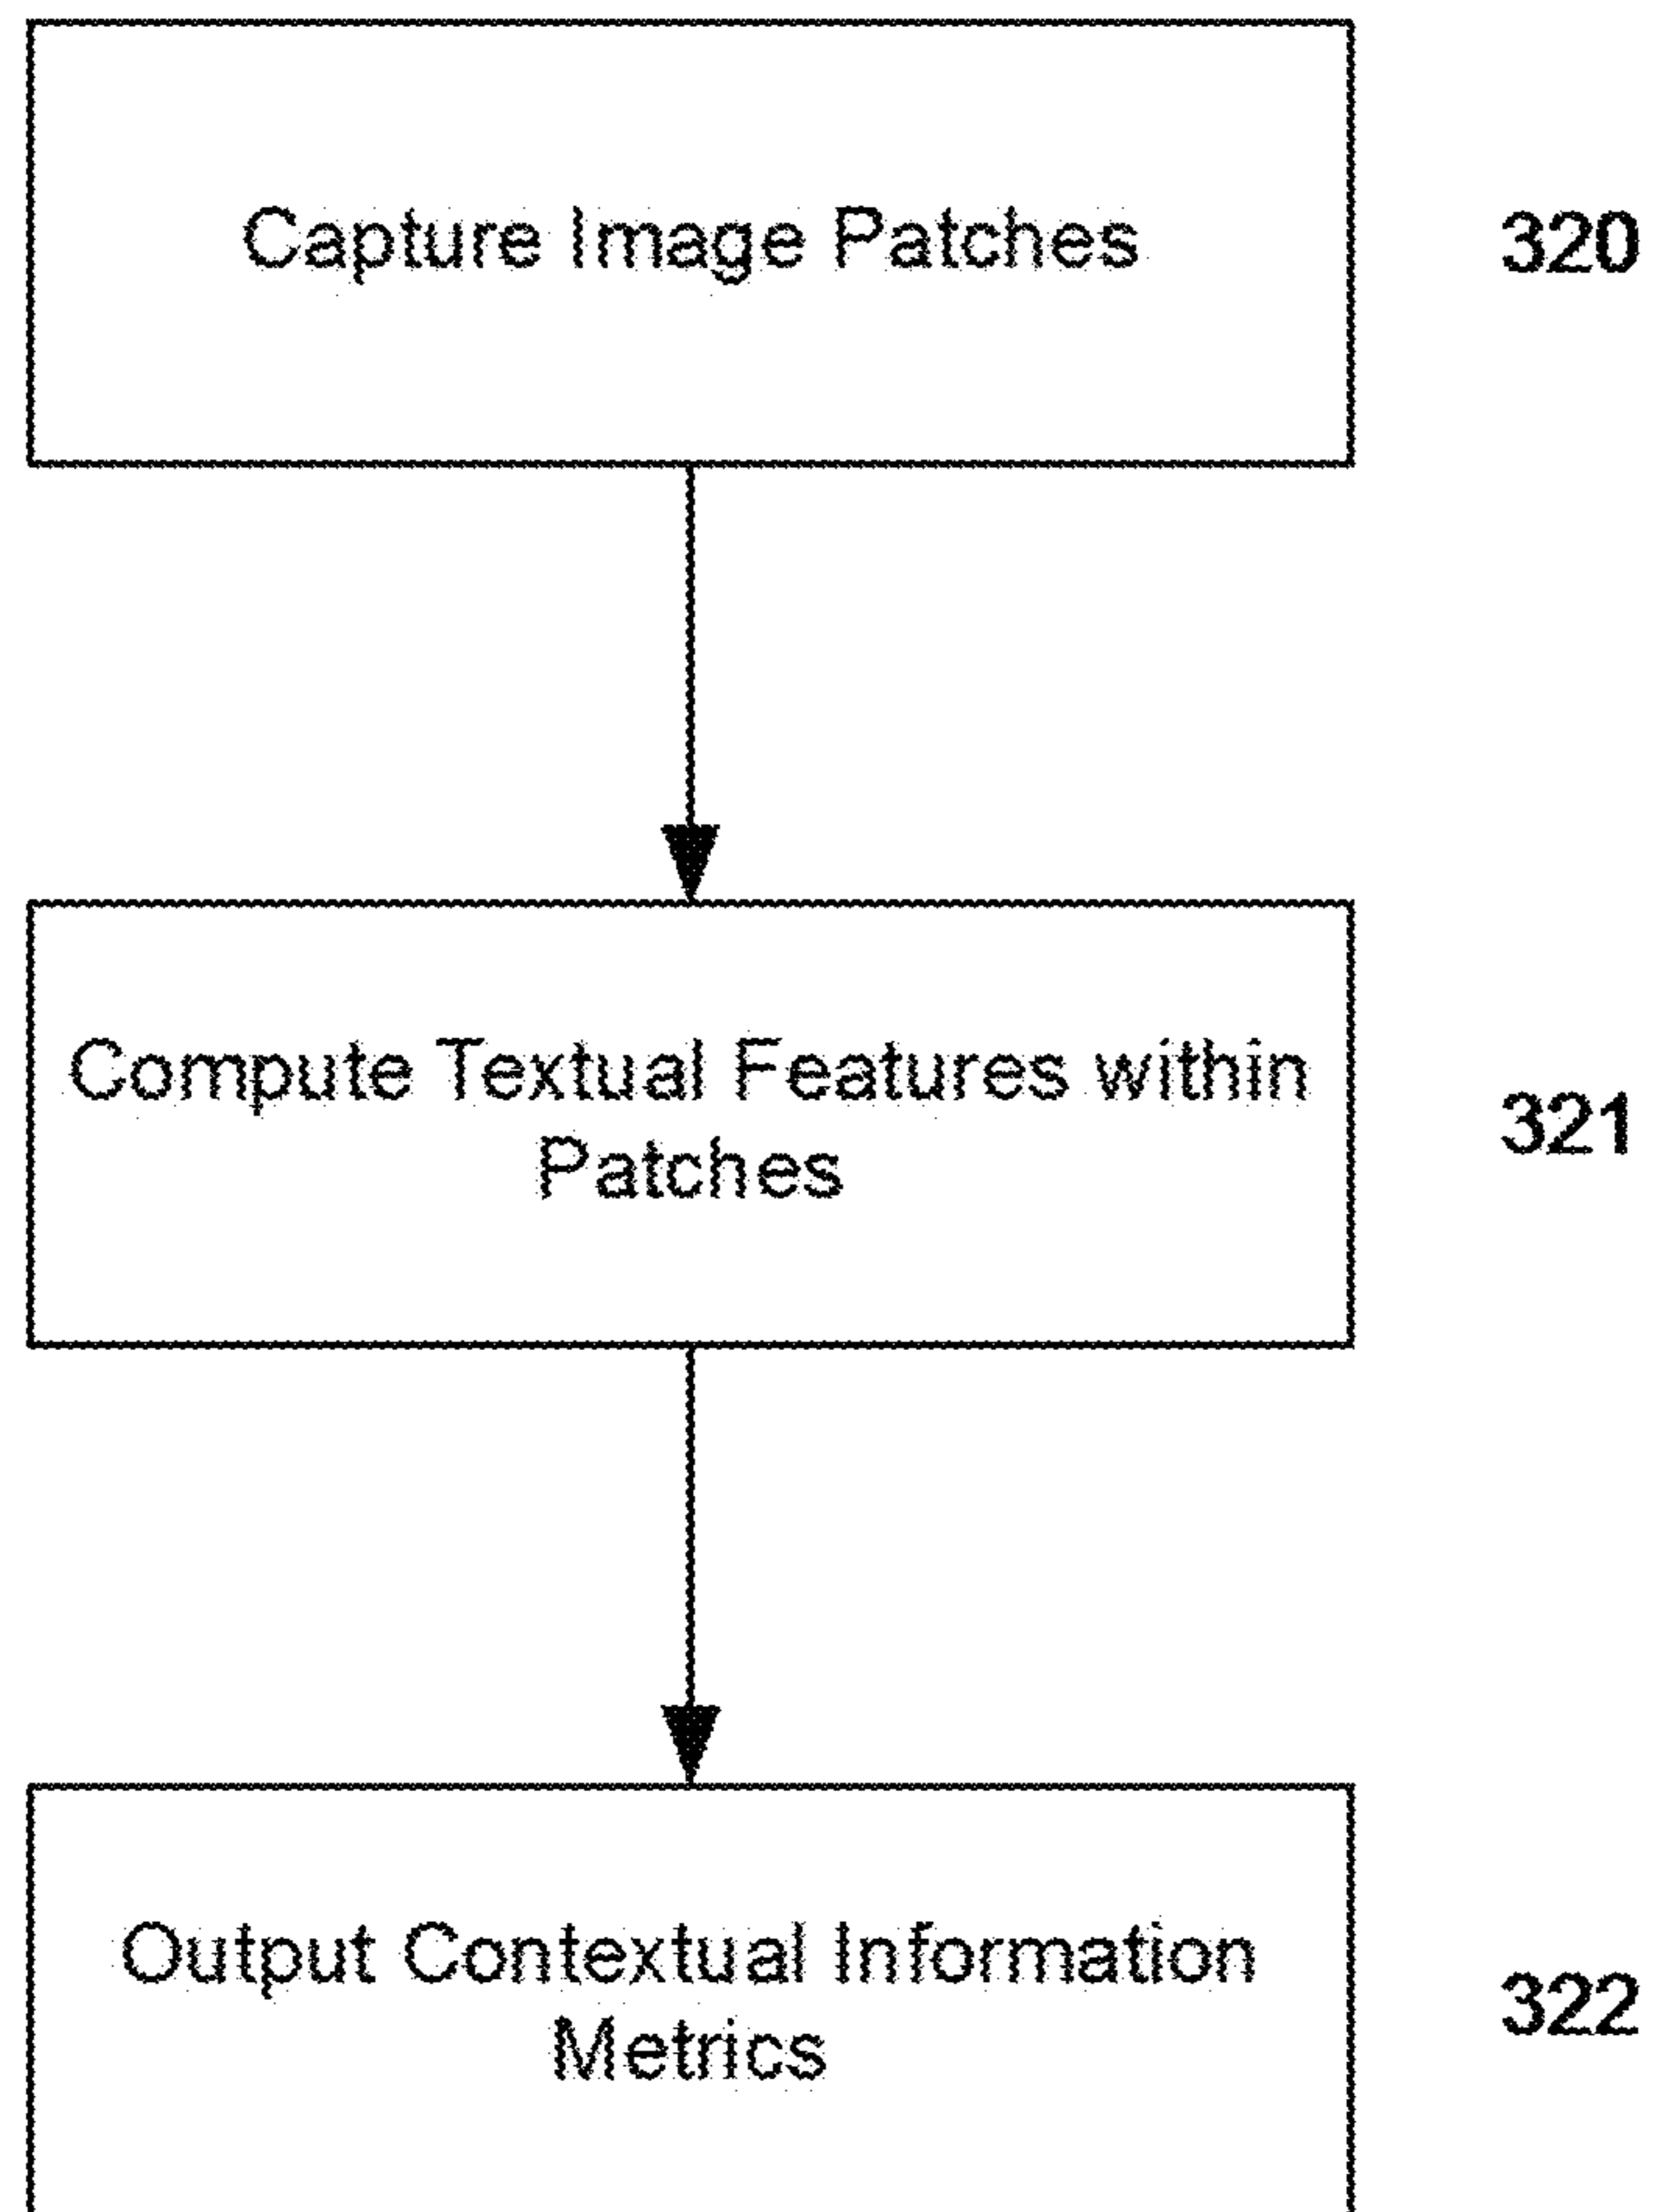 Capture Image Patches
320
Compute Textual Features within
Patches
321
Output Contextual Information
Metrics
322